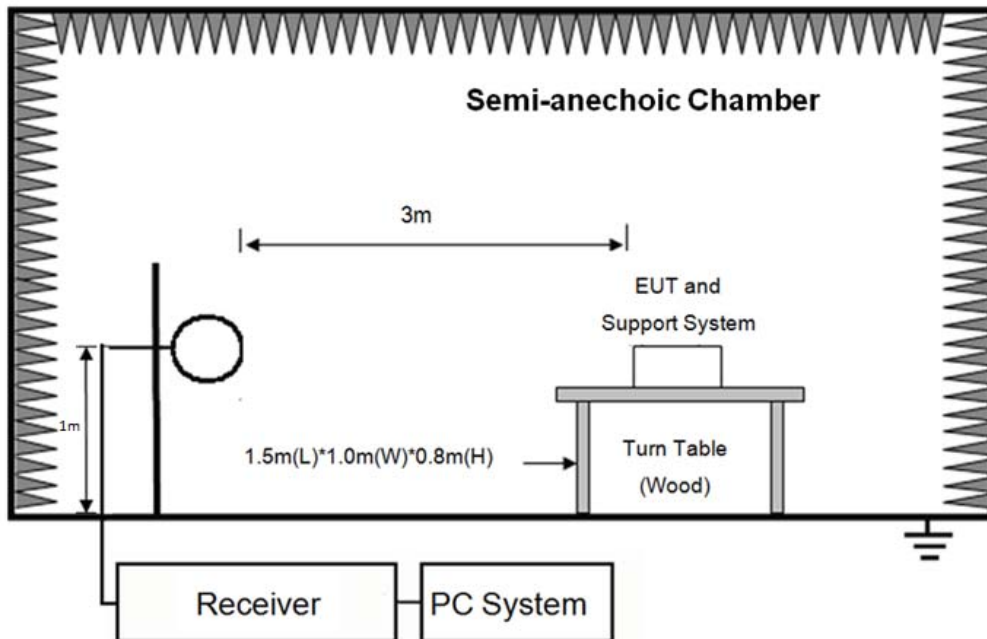 Semi-anechoic Chamber
3m
EUT and
Support System
1m
1.5m(L)*1.0m(W)*0.8m(H)
Turn Table
(Wood)
Receiver
PC System